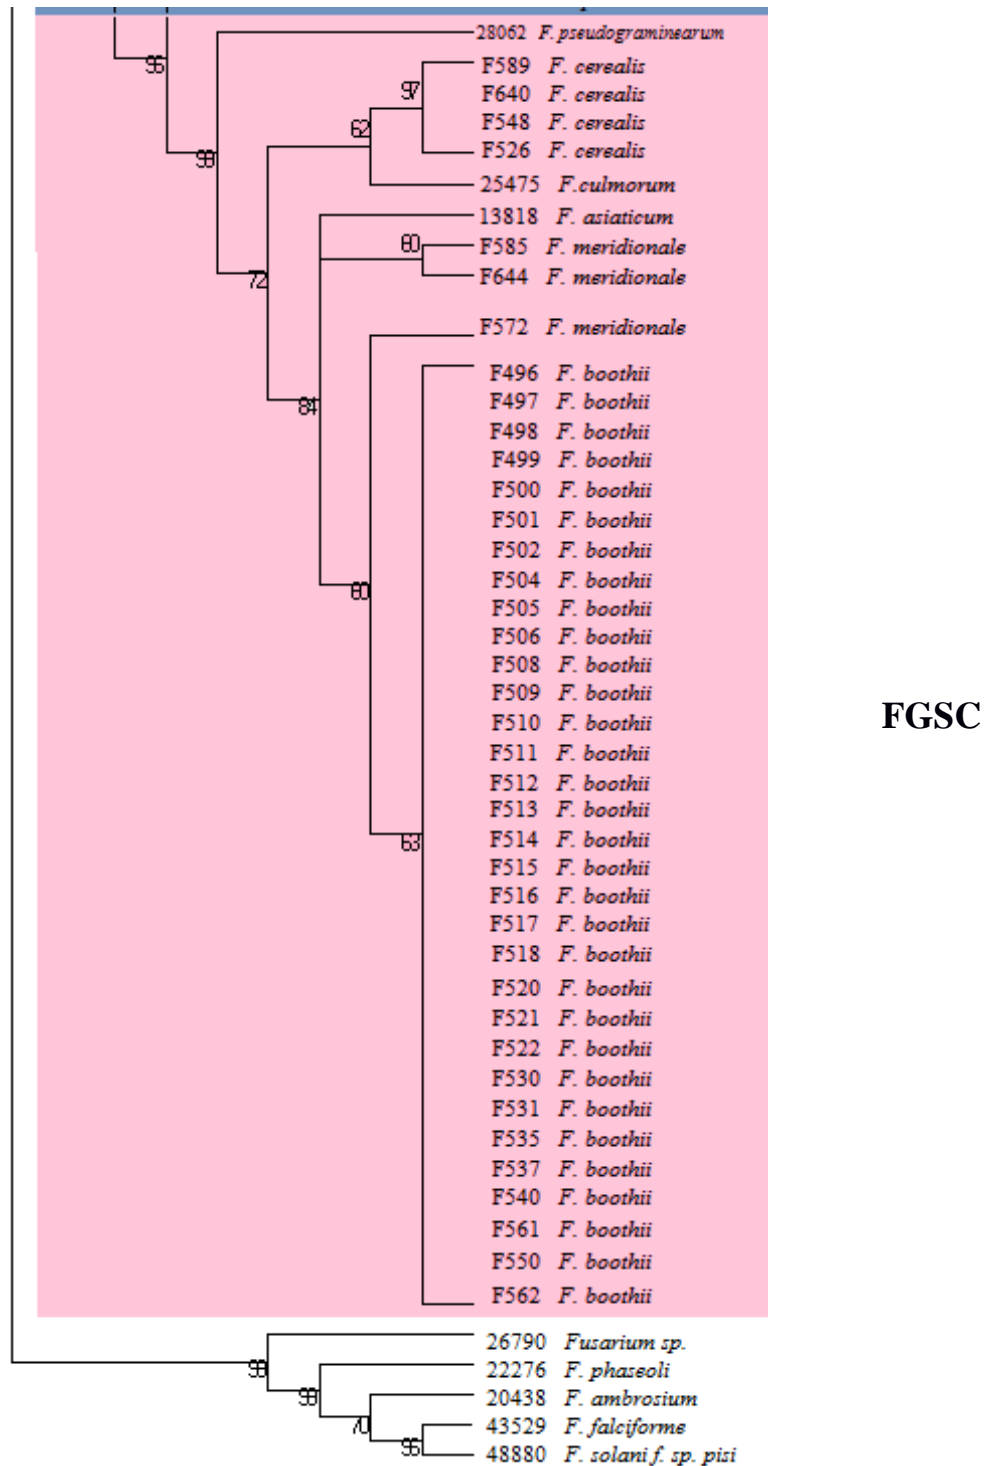 96
28062 F. pseudograminearum
F589 F. cerealis
97
F640 F. cerealis
62
F548 F. cerealis
F526 F. cerealis
25475 F.culmorum
13818 F. asiaticum
60
F585 F. meridionale
72
F644 F. meridionale
F572 F. meridionale
F496 F. boothii
84
F497 F. boothii
F498 F. boothii
F499 F. boothii
F500 F. boothii
F501 F. boothii
F502 F. boothii
60
F504 F. boothii
F505 F. boothii
F506 F. boothii
F508 F. boothii
F509 F. boothii
F510 F. boothii
FGSC
F511 F. boothii
F512 F. boothii
F513 F. boothii
63
F514 F. boothii
F515 F. boothii
F516 F. boothii
F517 F. boothii
F518 F. boothii
F520 F. boothii
F521 F. boothii
F522 F. boothii
F530 F. boothii
F531 F. boothii
F535 F. boothii
F537 F. boothii
F540 F. boothii
F561 F. boothii
F550 F. boothii
F562 F. boothii
26790 Fusarium sp.
22276 F. phaseoli
20438 F. ambrosium
70
43529 F. falciforme
96
48880 F. solani f. sp. pisi